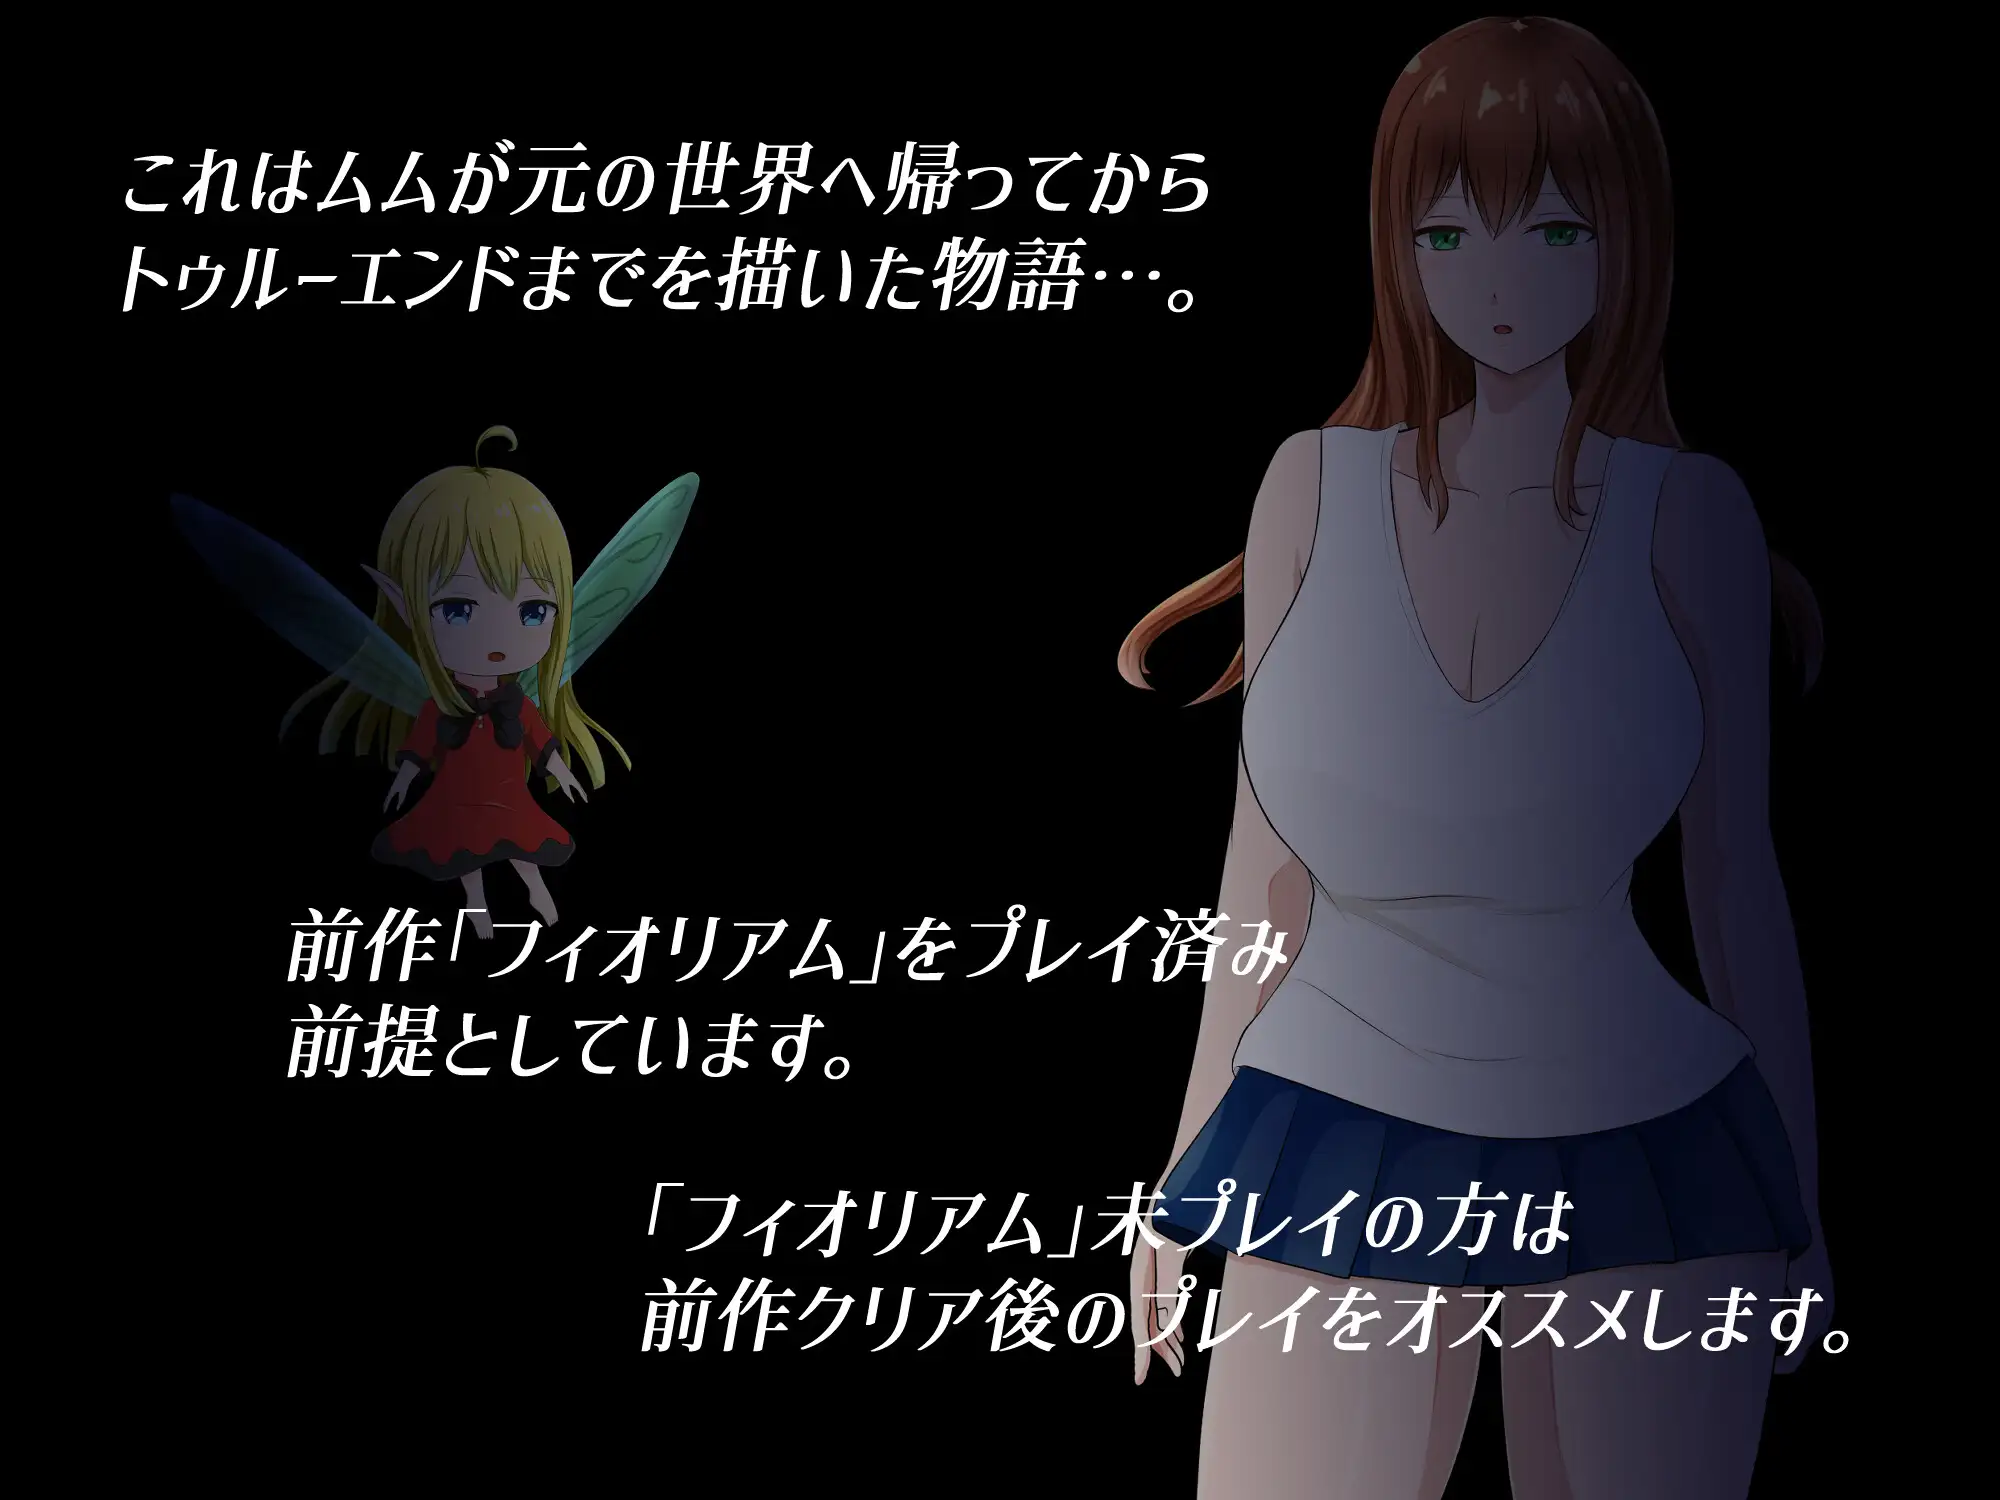 これはムムが元の世界へ帰ってから
トゥルーエンドまでを描いた物語…。
前作「フィオリアム」をプレイ済み
前提としています。
「フィオリアム」未プレイの方は
前作クリア後のプレイをオススメします。